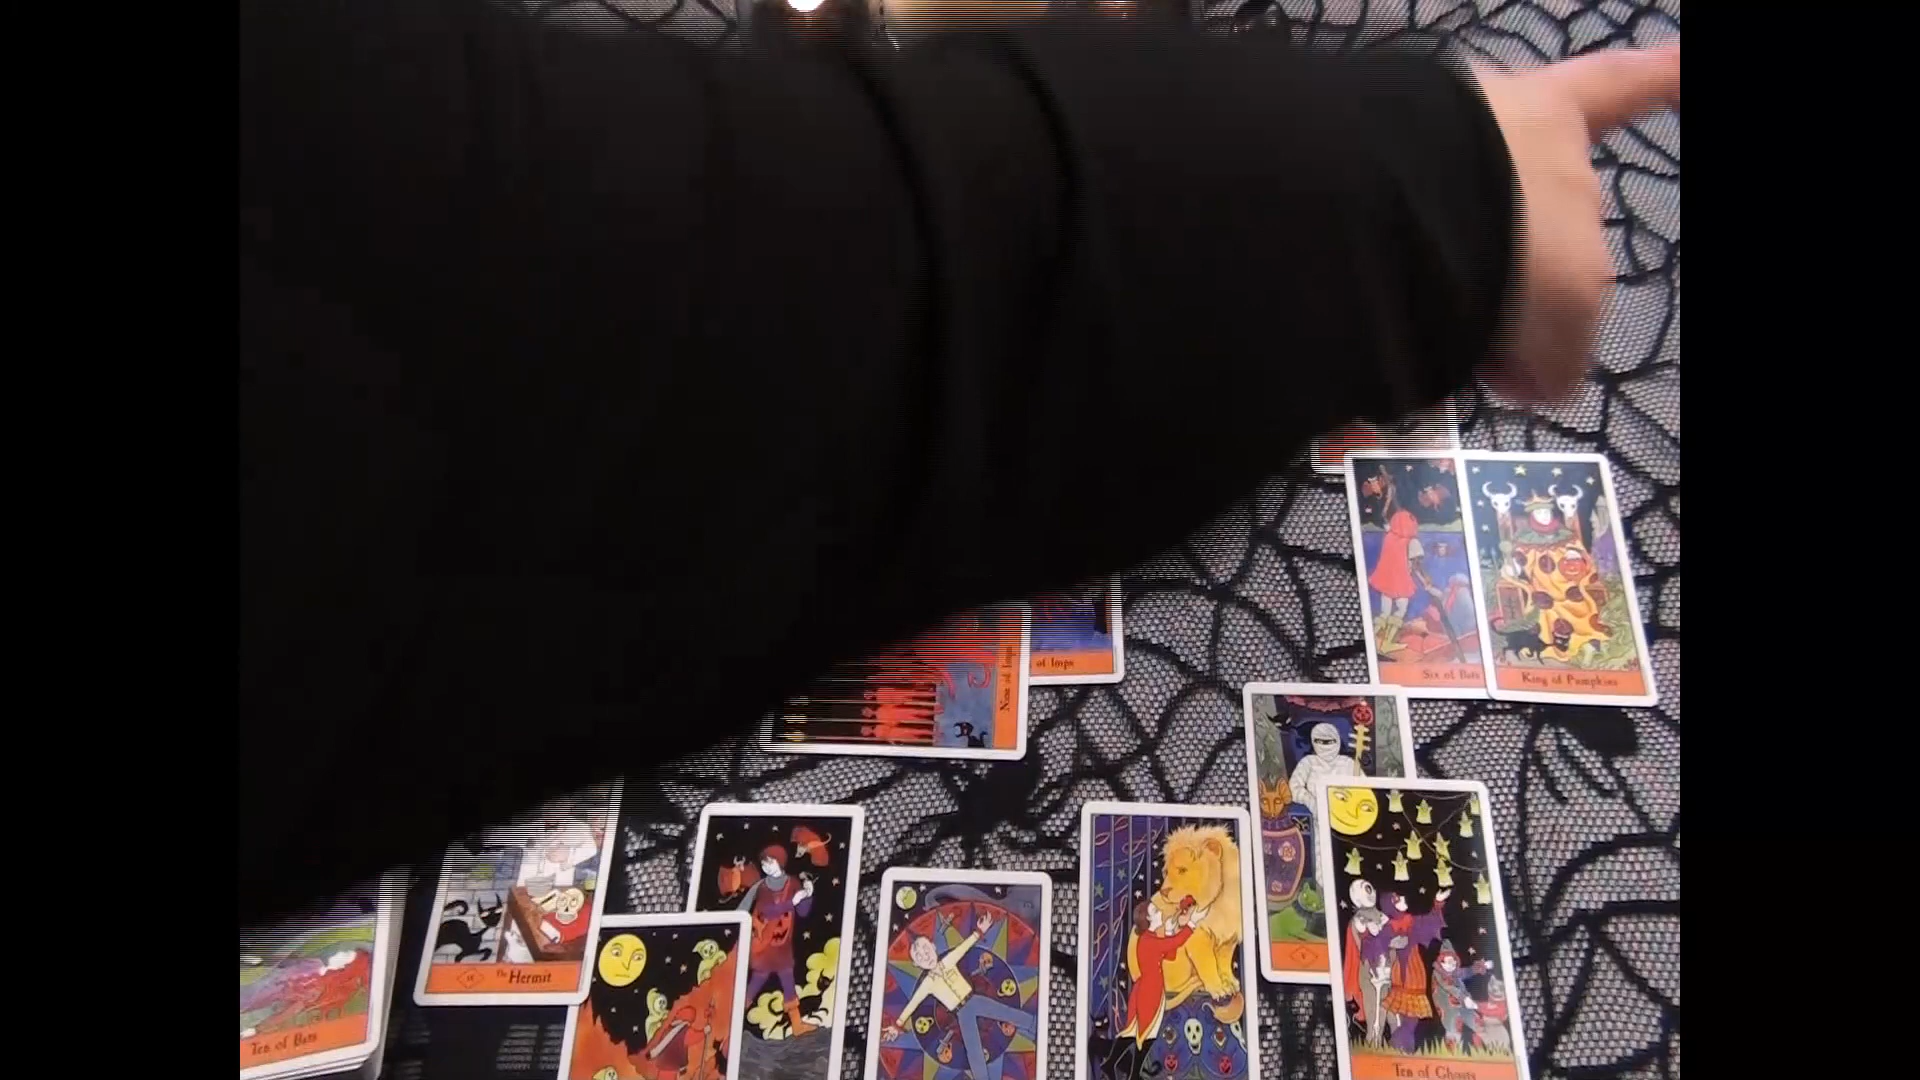 of Imps
Nine of Imps
Six of Bats
King of Pumpkins
V
IX The Hermit
Ten of Bats
Ten of Ghosts